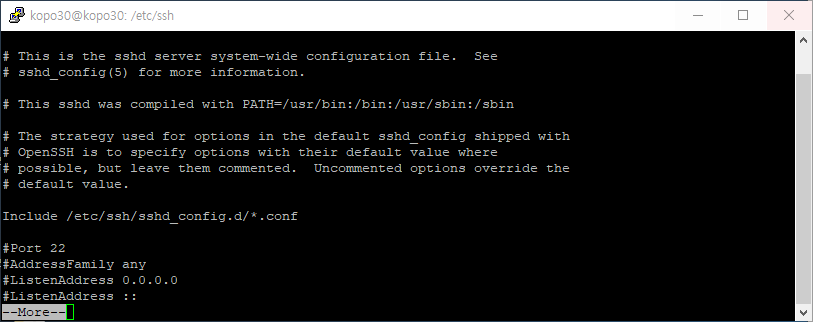 kopo30@kopo30: /etc/ssh
# This is the sshd server system-wide configuration file.  See
# sshd_config(5) for more information.
# This sshd was compiled with PATH=/usr/bin:/bin:/usr/sbin:/sbin
# The strategy used for options in the default sshd_config shipped with
# OpenSSH is to specify options with their default value where
# possible, but leave them commented.  Uncommented options override the
# default value.
Include /etc/ssh/sshd_config.d/*.conf
#Port 22
#AddressFamily any
#ListenAddress 0.0.0.0
#ListenAddress ::
--More--